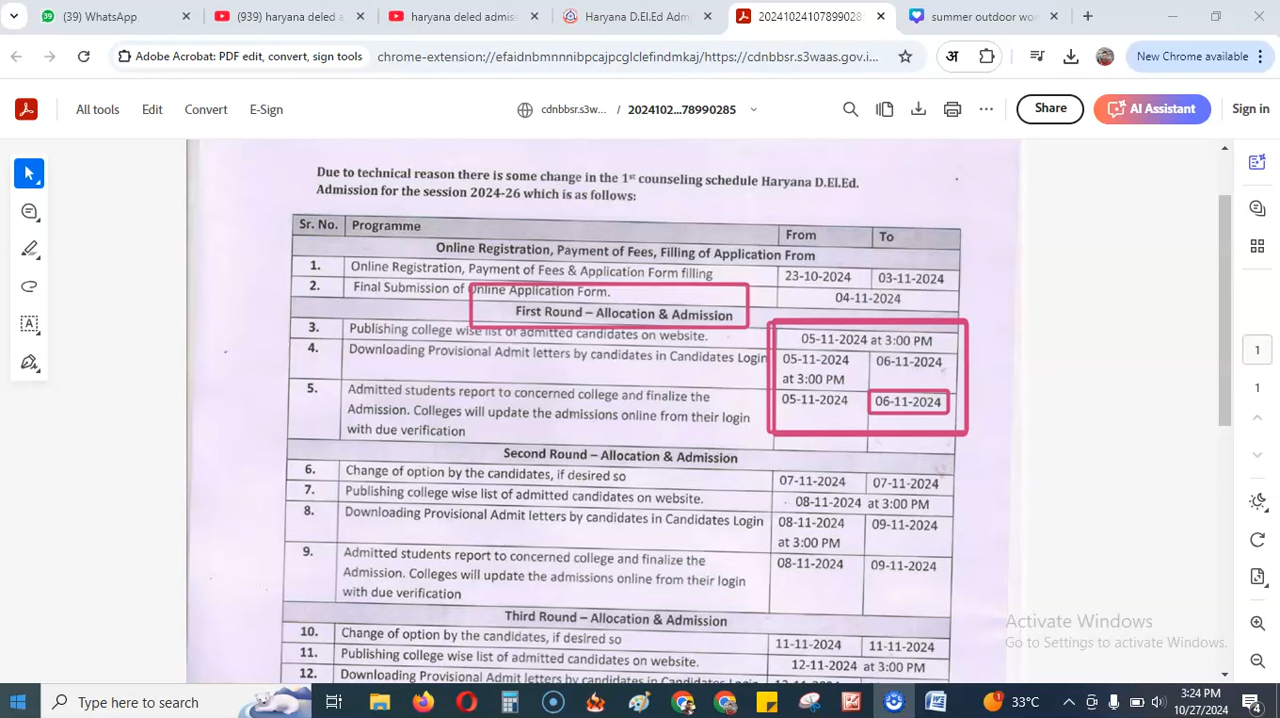 39 (39) WhatsApp
(939) haryana deled a
haryana deled admis
Haryana D.El.Ed Adm
2024102410789902 85
summer outdoor wo
Adobe Acrobat: PDF edit, convert, sign tools
chrome-extension://efaidnbmnnnibpcajpcglclefindmkaj/https://cdnbbsr.s3waas.gov.i...
अ
New Chrome available
All tools
Edit
Convert
E-Sign
cdnbbsr.s3w... / 2024102...78990285
Share
AI Assistant
Sign in
Due to technical reason there is some change in the 1st counseling schedule Haryana D.El.Ed.
Admission for the session 2024-26 which is as follows:
Sr. No. Programme From To
Online Registration, Payment of Fees, Filling of Application From
1. Online Registration, Payment of Fees & Application Form filling 23-10-2024 03-11-2024
2. Final Submission of Online Application Form. 04-11-2024
First Round – Allocation & Admission
3. Publishing college wise list of admitted candidates on website. 05-11-2024 at 3:00 PM
4. Downloading Provisional Admit letters by candidates in Candidates Login 05-11-2024 06-11-2024
at 3:00 PM
5. Admitted students report to concerned college and finalize the 05-11-2024 06-11-2024
Admission. Colleges will update the admissions online from their login
with due verification
Second Round – Allocation & Admission
6. Change of option by the candidates, if desired so 07-11-2024 07-11-2024
7. Publishing college wise list of admitted candidates on website. 08-11-2024 at 3:00 PM
8. Downloading Provisional Admit letters by candidates in Candidates Login 08-11-2024 09-11-2024
at 3:00 PM
9. Admitted students report to concerned college and finalize the 08-11-2024 09-11-2024
Admission. Colleges will update the admissions online from their login
with due verification
Third Round – Allocation & Admission
10. Change of option by the candidates, if desired so 11-11-2024 11-11-2024
11. Publishing college wise list of admitted candidates on website. 12-11-2024 at 3:00 PM
12. Downloading Provisional Admit letters by candidates in Candidates Login
1
1
Activate Windows
Go to Settings to activate Windows.
Type here to search
33°C
3:24 PM
10/27/2024
4